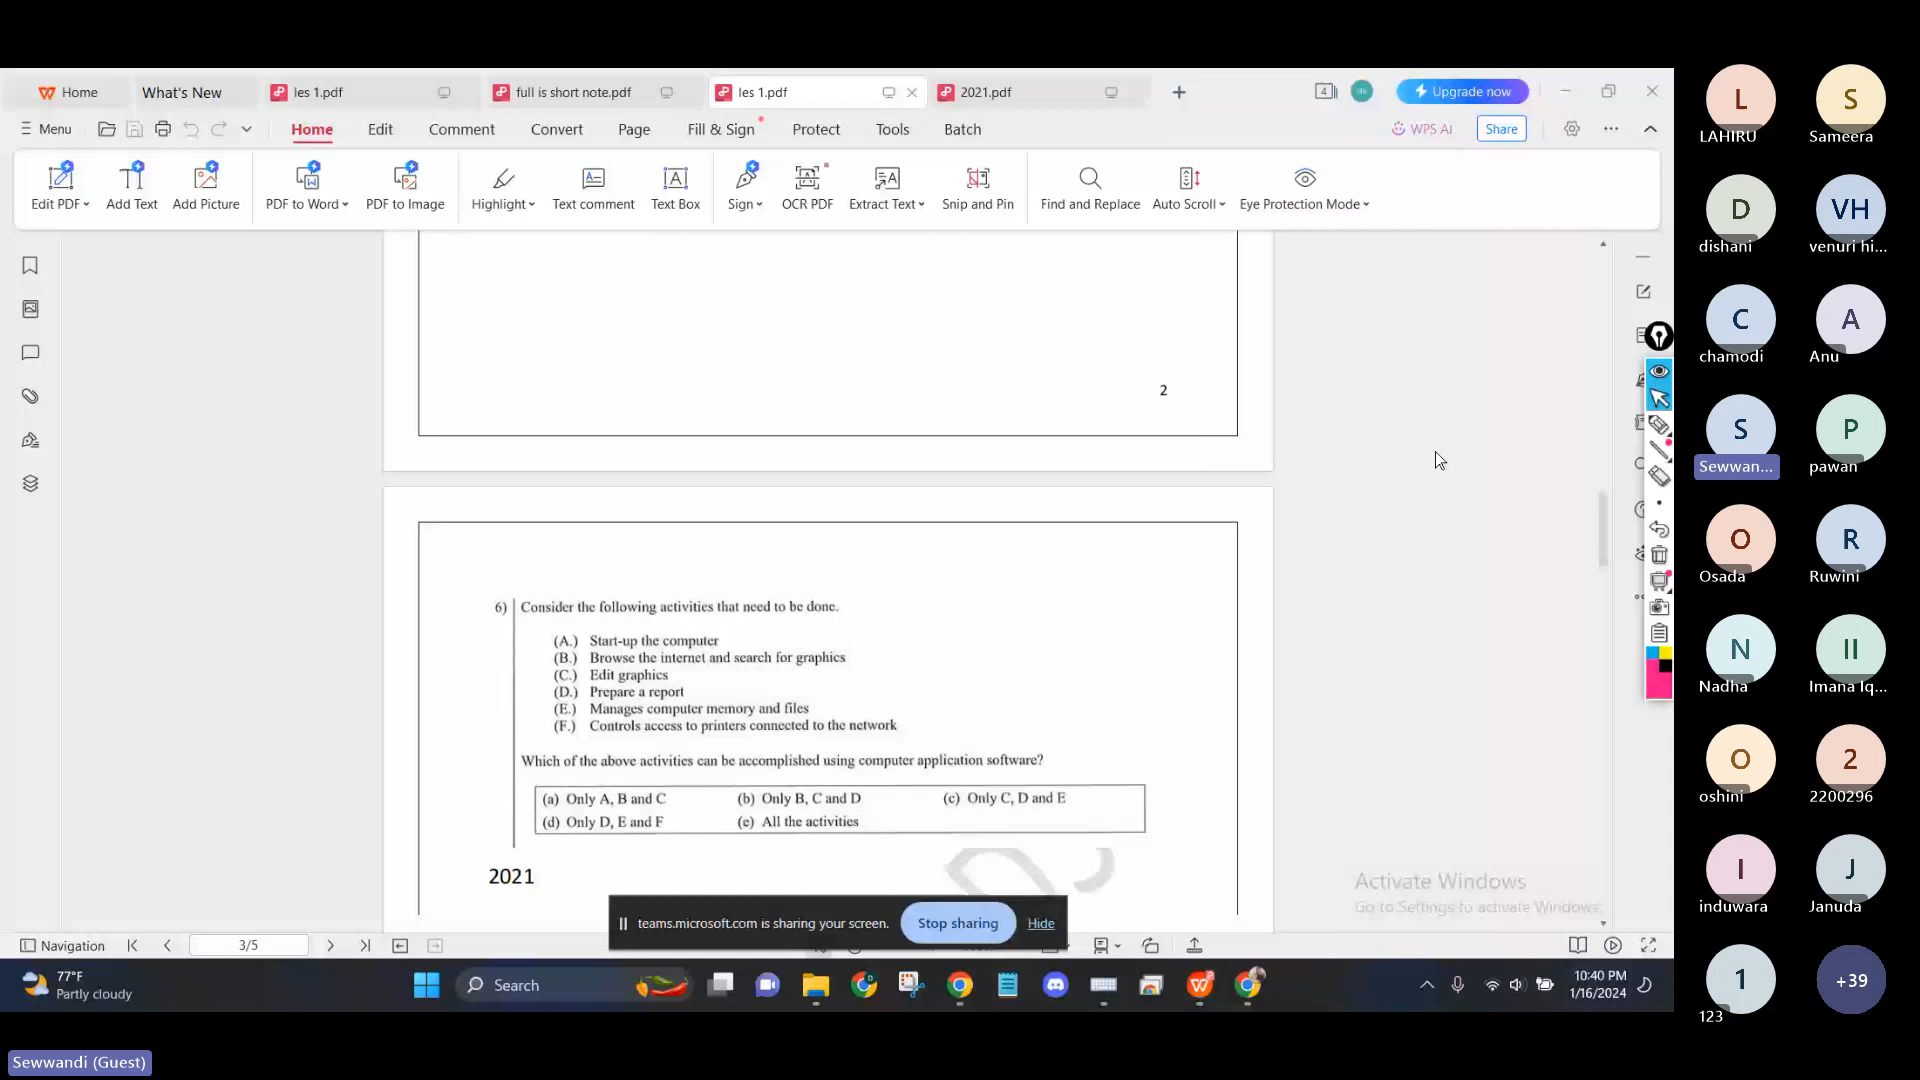 Home
What's New
les 1.pdf
full is short note.pdf
les 1.pdf
2021.pdf
4
ds
Upgrade now
Menu
Home
Edit
Comment
Convert
Page
Fill & Sign
Protect
Tools
Batch
WPS AI
Share
Edit PDF
Add Text
Add Picture
PDF to Word
PDF to Image
Highlight
Text comment
Text Box
Sign
OCR PDF
Extract Text
Snip and Pin
Find and Replace
Auto Scroll
Eye Protection Mode
2
6) Consider the following activities that need to be done.
(A.) Start-up the computer
(B.) Browse the internet and search for graphics
(C.) Edit graphics
(D.) Prepare a report
(E.) Manages computer memory and files
(F.) Controls access to printers connected to the network
Which of the above activities can be accomplished using computer application software?
(a) Only A, B and C (b) Only B, C and D (c) Only C, D and E
(d) Only D, E and F (e) All the activities
2021
Activate Windows
Go to Settings to activate Windows.
teams.microsoft.com is sharing your screen.
Stop sharing
Hide
Navigation
3/5
77°F
Partly cloudy
Search
10:40 PM
1/16/2024
L
LAHIRU
S
Sameera
D
dishani
VH
venuri hi...
C
chamodi
A
Anu
S
Sewwan...
P
pawan
O
Osada
R
Ruwini
N
Nadha
II
Imana Iq...
O
oshini
2
2200296
I
induwara
J
Januda
1
123
+39
Sewwandi (Guest)